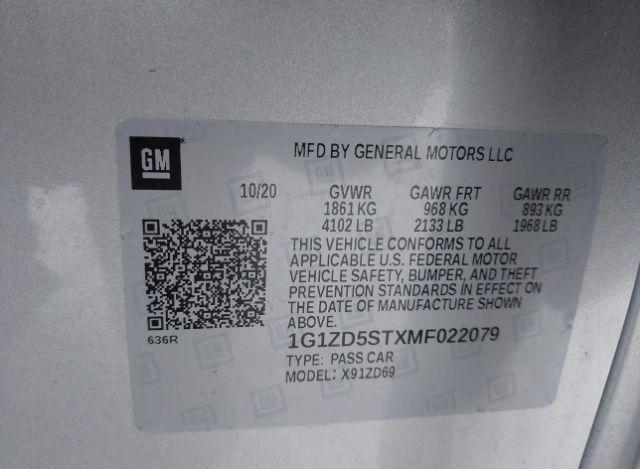 GM
MFD BY GENERAL MOTORS LLC
10/20 GVWR GAWR FRT GAWR RR
1861 KG 968 KG 893 KG
4102 LB 2133 LB 1968 LB
THIS VEHICLE CONFORMS TO ALL
APPLICABLE U.S. FEDERAL MOTOR
VEHICLE SAFETY, BUMPER, AND THEFT
PREVENTION STANDARDS IN EFFECT ON
THE DATE OF MANUFACTURE SHOWN
ABOVE.
636R
1G1ZD5STXMF022079
TYPE: PASS CAR
MODEL: X91ZD69